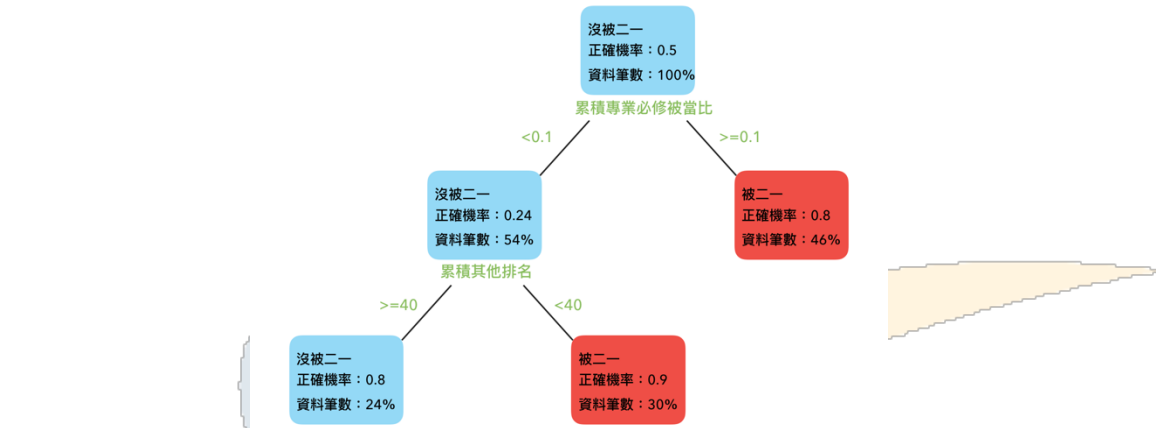 沒被二一
正確機率：0.5
資料筆數：100%
累積專業必修被當比
<0.1
>=0.1
沒被二一
正確機率：0.24
資料筆數：54%
被二一
正確機率：0.8
資料筆數：46%
累積其他排名
>=40
<40
沒被二一
正確機率：0.8
資料筆數：24%
被二一
正確機率：0.9
資料筆數：30%